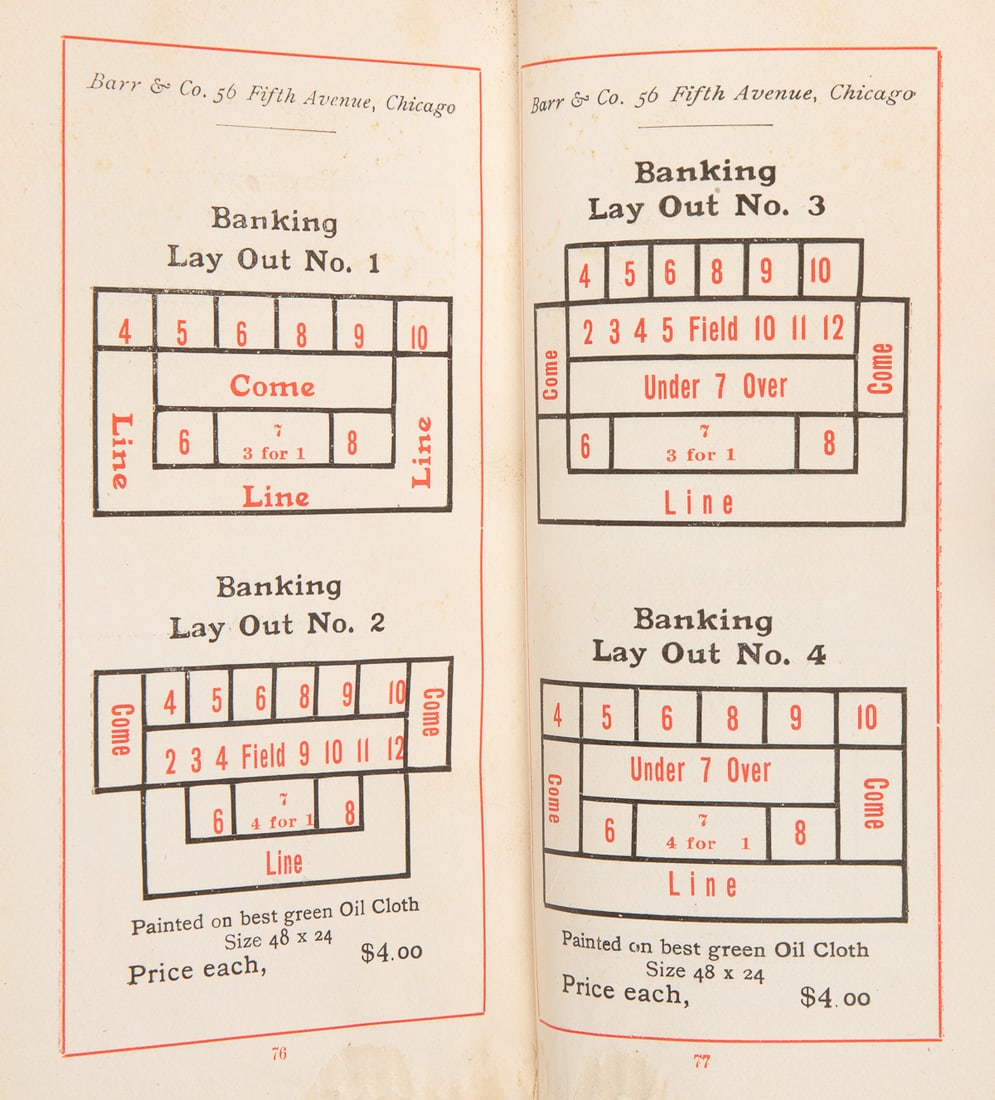 Barr & Co. 56 Fifth Avenue, Chicago
Banking
Lay Out No. 1
4 5 6 8 9 10
Come
Line
6
7
3 for 1
8
Line
Line
Banking
Lay Out No. 2
Come
4 5 6 8 9 10
Come
2 3 4 Field 9 10 11 12
6
7
4 for 1
8
Line
Painted on best green Oil Cloth
Size 48 x 24
Price each, $4.00
76
Barr & Co. 56 Fifth Avenue, Chicago
Banking
Lay Out No. 3
4 5 6 8 9 10
Come
2 3 4 5 Field 10 11 12
Come
Under 7 Over
6
7
3 for 1
8
Line
Banking
Lay Out No. 4
4 5 6 8 9 10
Come
Under 7 Over
Come
6
7
4 for 1
8
Line
Painted on best green Oil Cloth
Size 48 x 24
Price each, $4.00
77